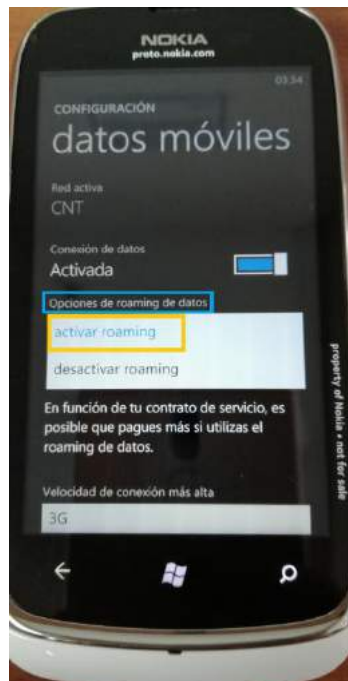 NOKIA
proto.nokia.com
03:34
CONFIGURACIÓN
datos móviles
Red activa
CNT
Conexión de datos
Activada
Opciones de roaming de datos
activar roaming
desactivar roaming
En función de tu contrato de servicio, es
posible que pagues más si utilizas el
roaming de datos.
Velocidad de conexión más alta
3G
property of Nokia • not for sale